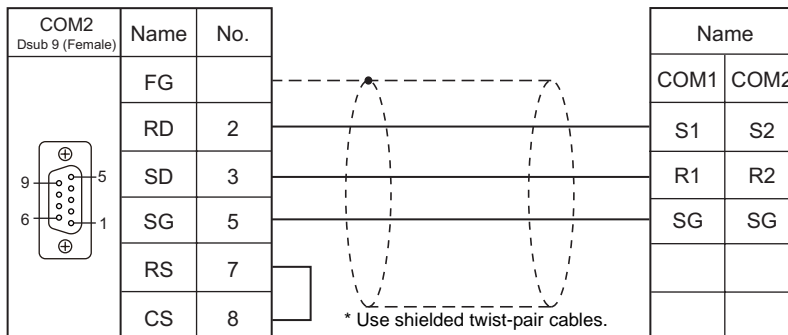 COM2
Dsub 9 (Female)
Name No.
Name
COM1 COM2
FG
RD 2 S1 S2
SD 3 R1 R2
SG 5 SG SG
RS 7
CS 8
9 5
6 1
* Use shielded twist-pair cables.